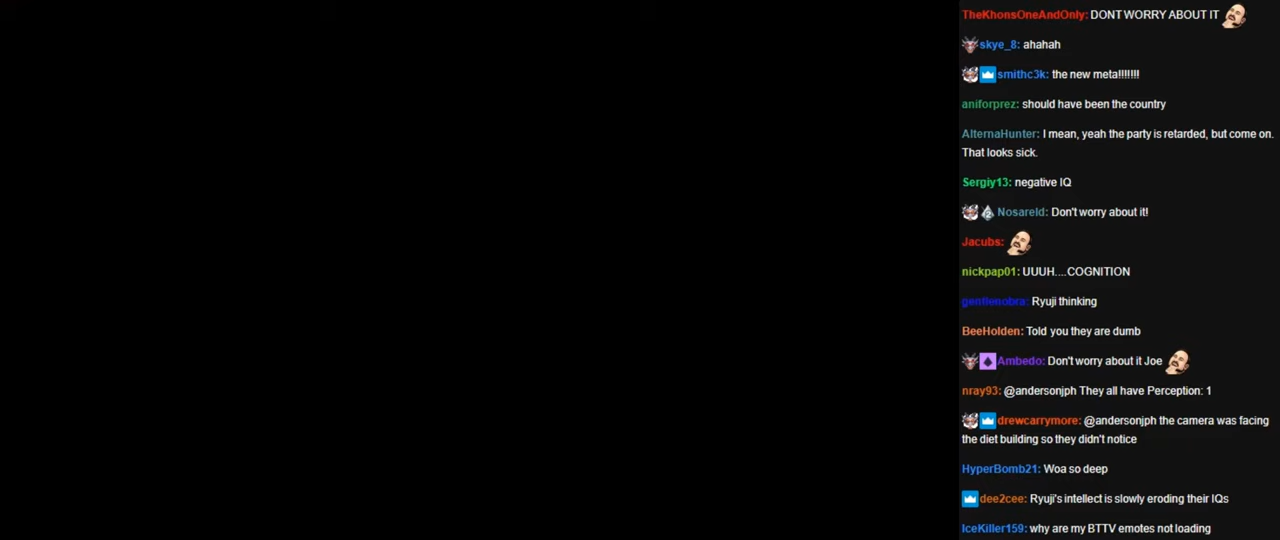 TheKhonsOneAndOnly: DONT WORRY ABOUT IT
skye_8: ahahah
smithc3k: the new meta!!!!!!!
aniforprez: should have been the country
AlternaHunter: I mean, yeah the party is retarded, but come on.
That looks sick.
Sergiy13: negative IQ
Nosareld: Don't worry about it!
Jacubs:
nickpap01: UUUH....COGNITION
gentlenobra: Ryuji thinking
BeeHolden: Told you they are dumb
Ambedo: Don't worry about it Joe
nray93: @andersonjph They all have Perception: 1
drewcarrymore: @andersonjph the camera was facing
the diet building so they didn't notice
HyperBomb21: Woa so deep
dee2cee: Ryuji's intellect is slowly eroding their IQs
IceKiller159: why are my BTTV emotes not loading